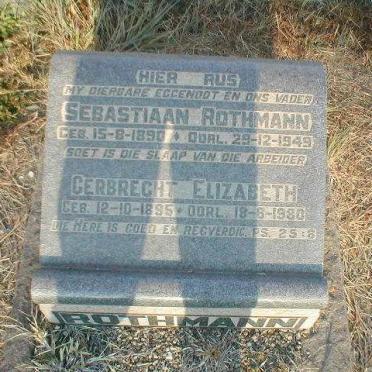 HIER RUS
MY DIERBARE EGGENOOT EN ONS VADER
SEBASTIAAN ROTHMANN
GEB. 15-8-1890 + OORL. 29-12-1949
SOET IS DIE SLAAP VAN DIE ARBEIDER
GERBRECHT ELIZABETH
GEB. 12-10-1895 + OORL. 18-6-1980
DIE HERE IS GOED EN REGVERDIG. PS. 25:8
ROTHMANN